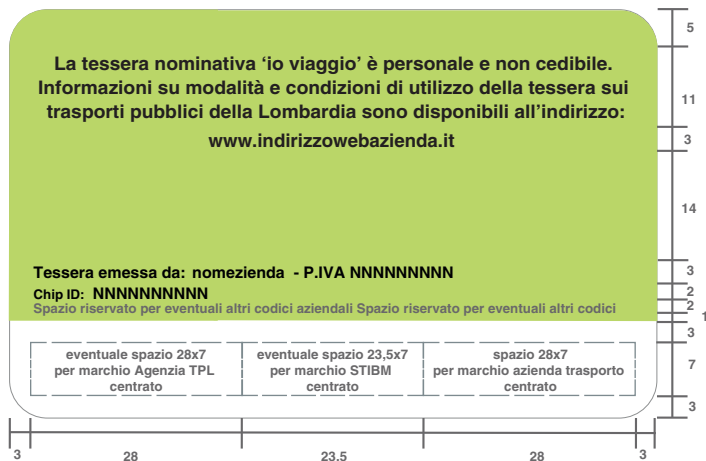 La tessera nominativa ‘io viaggio’ è personale e non cedibile.
Informazioni su modalità e condizioni di utilizzo della tessera sui
trasporti pubblici della Lombardia sono disponibili all’indirizzo:
www.indirizzowebazienda.it
Tessera emessa da: nomezienda - P.IVA NNNNNNNNN
Chip ID: NNNNNNNNNN
Spazio riservato per eventuali altri codici aziendali Spazio riservato per eventuali altri codici
eventuale spazio 28x7
per marchio Agenzia TPL
centrato
eventuale spazio 23,5x7
per marchio STIBM
centrato
spazio 28x7
per marchio azienda trasporto
centrato
5
11
3
14
3
2
2
1
3
7
3
3
28
23.5
28
3